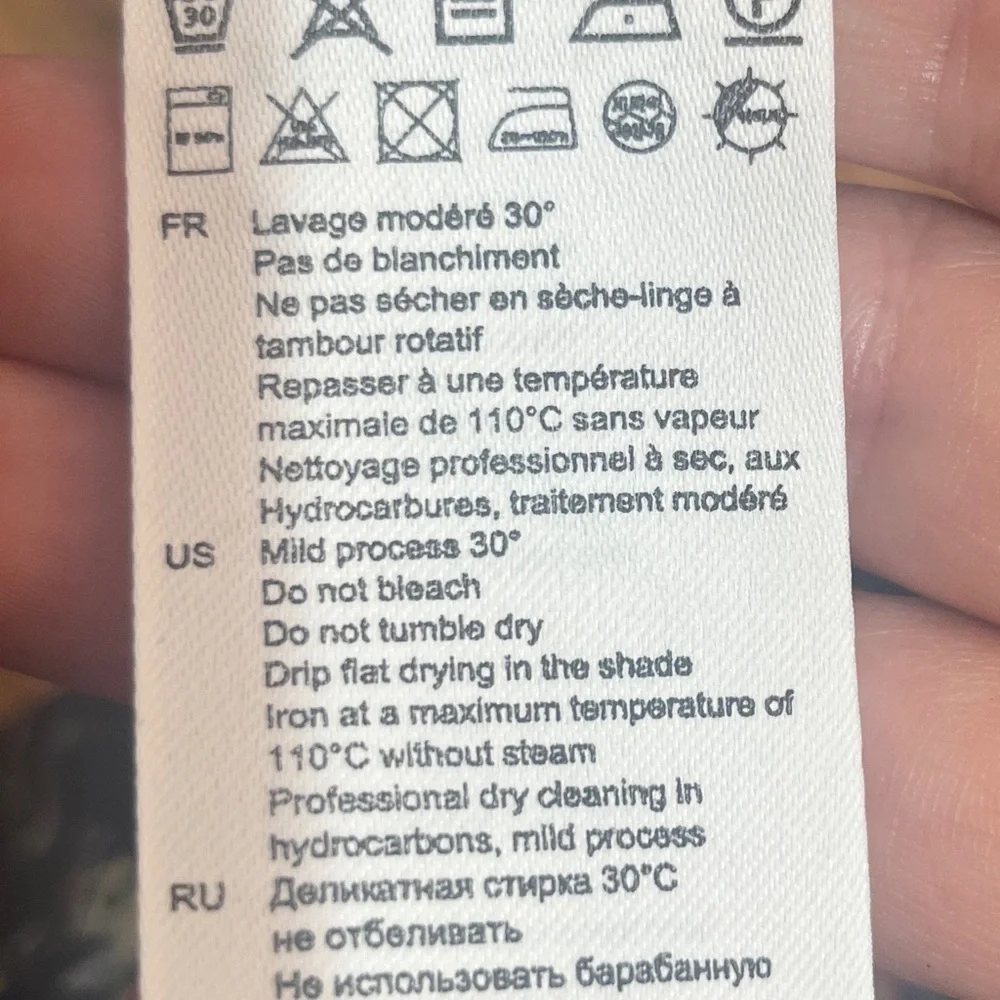 30
FR Lavage modéré 30°
Pas de blanchiment
Ne pas sécher en sèche-linge à
tambour rotatif
Repasser à une température
maximale de 110°C sans vapeur
Nettoyage professionnel à sec, aux
Hydrocarbures, traitement modéré
US Mild process 30°
Do not bleach
Do not tumble dry
Drip flat drying in the shade
Iron at a maximum temperature of
110°C without steam
Professional dry cleaning in
hydrocarbons, mild process
RU Деликатная стирка 30°C
не отбеливать
Не использовать барабанную